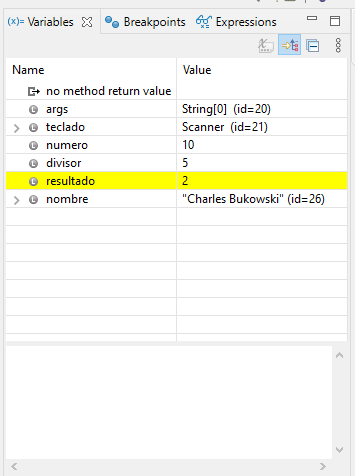 (x)= Variables Breakpoints Expressions
Name Value
no method return value
args String[0] (id=20)
teclado Scanner (id=21)
numero 10
divisor 5
resultado 2
nombre "Charles Bukowski" (id=26)